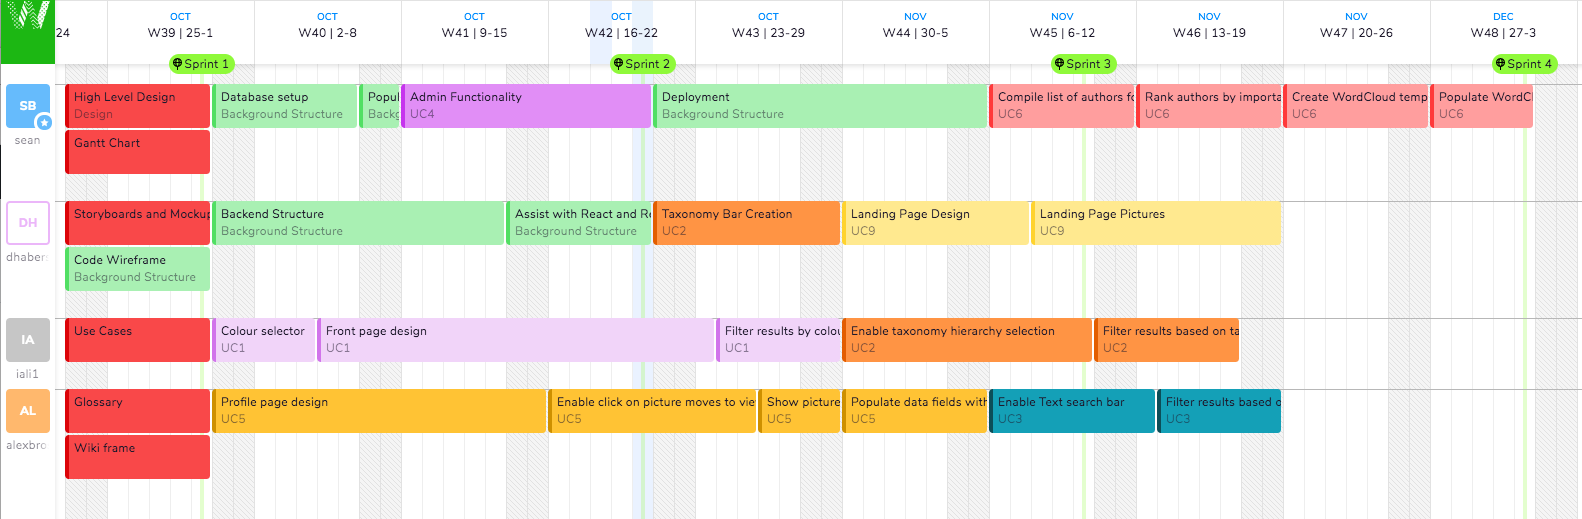 W
OCT OCT OCT OCT OCT NOV NOV NOV NOV DEC
24 W39 | 25-1 W40 | 2-8 W41 | 9-15 W42 | 16-22 W43 | 23-29 W44 | 30-5 W45 | 6-12 W46 | 13-19 W47 | 20-26 W48 | 27-3
Sprint 1 Sprint 2 Sprint 3 Sprint 4
SB
sean
High Level Design
Design
Database setup
Background Structure
Popul
Backg
Admin Functionality
UC4
Deployment
Background Structure
Compile list of authors fo
UC6
Rank authors by importa
UC6
Create WordCloud temp
UC6
Populate WordCl
UC6
Gantt Chart
DH
dhaber
Storyboards and Mockup
Backend Structure
Background Structure
Assist with React and Re
Background Structure
Taxonomy Bar Creation
UC2
Landing Page Design
UC9
Landing Page Pictures
UC9
Code Wireframe
Background Structure
IA
iali1
Use Cases
Colour selector
UC1
Front page design
UC1
Filter results by colou
UC1
Enable taxonomy hierarchy selection
UC2
Filter results based on ta
UC2
AL
alexbro
Glossary
Profile page design
UC5
Enable click on picture moves to vie
UC5
Show picture
UC5
Populate data fields with
UC5
Enable Text search bar
UC3
Filter results based o
UC3
Wiki frame